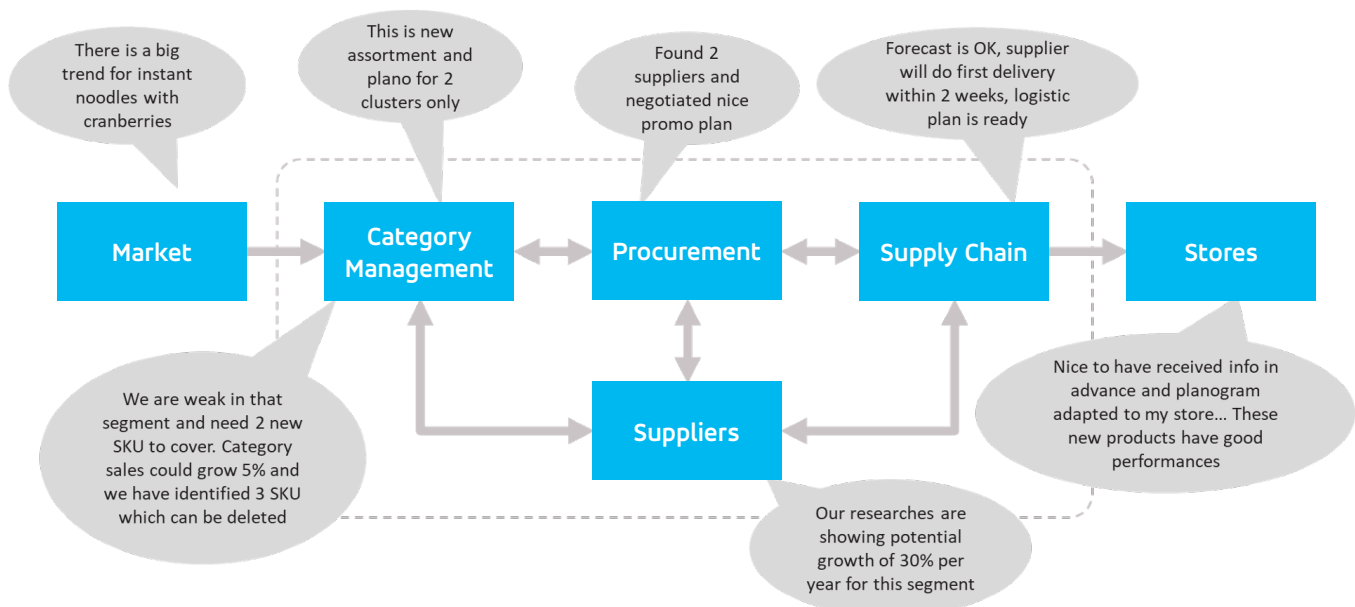 There is a big
trend for instant
noodles with
cranberries
This is new
assortment and
plano for 2
clusters only
Found 2
suppliers and
negotiated nice
promo plan
Forecast is OK, supplier
will do first delivery
within 2 weeks, logistic
plan is ready
Market
Category
Management
Procurement
Supply Chain
Stores
We are weak in that
segment and need 2 new
SKU to cover. Category
sales could grow 5% and
we have identified 3 SKU
which can be deleted
Suppliers
Nice to have received info in
advance and planogram
adapted to my store... These
new products have good
performances
Our researches are
showing potential
growth of 30% per
year for this segment